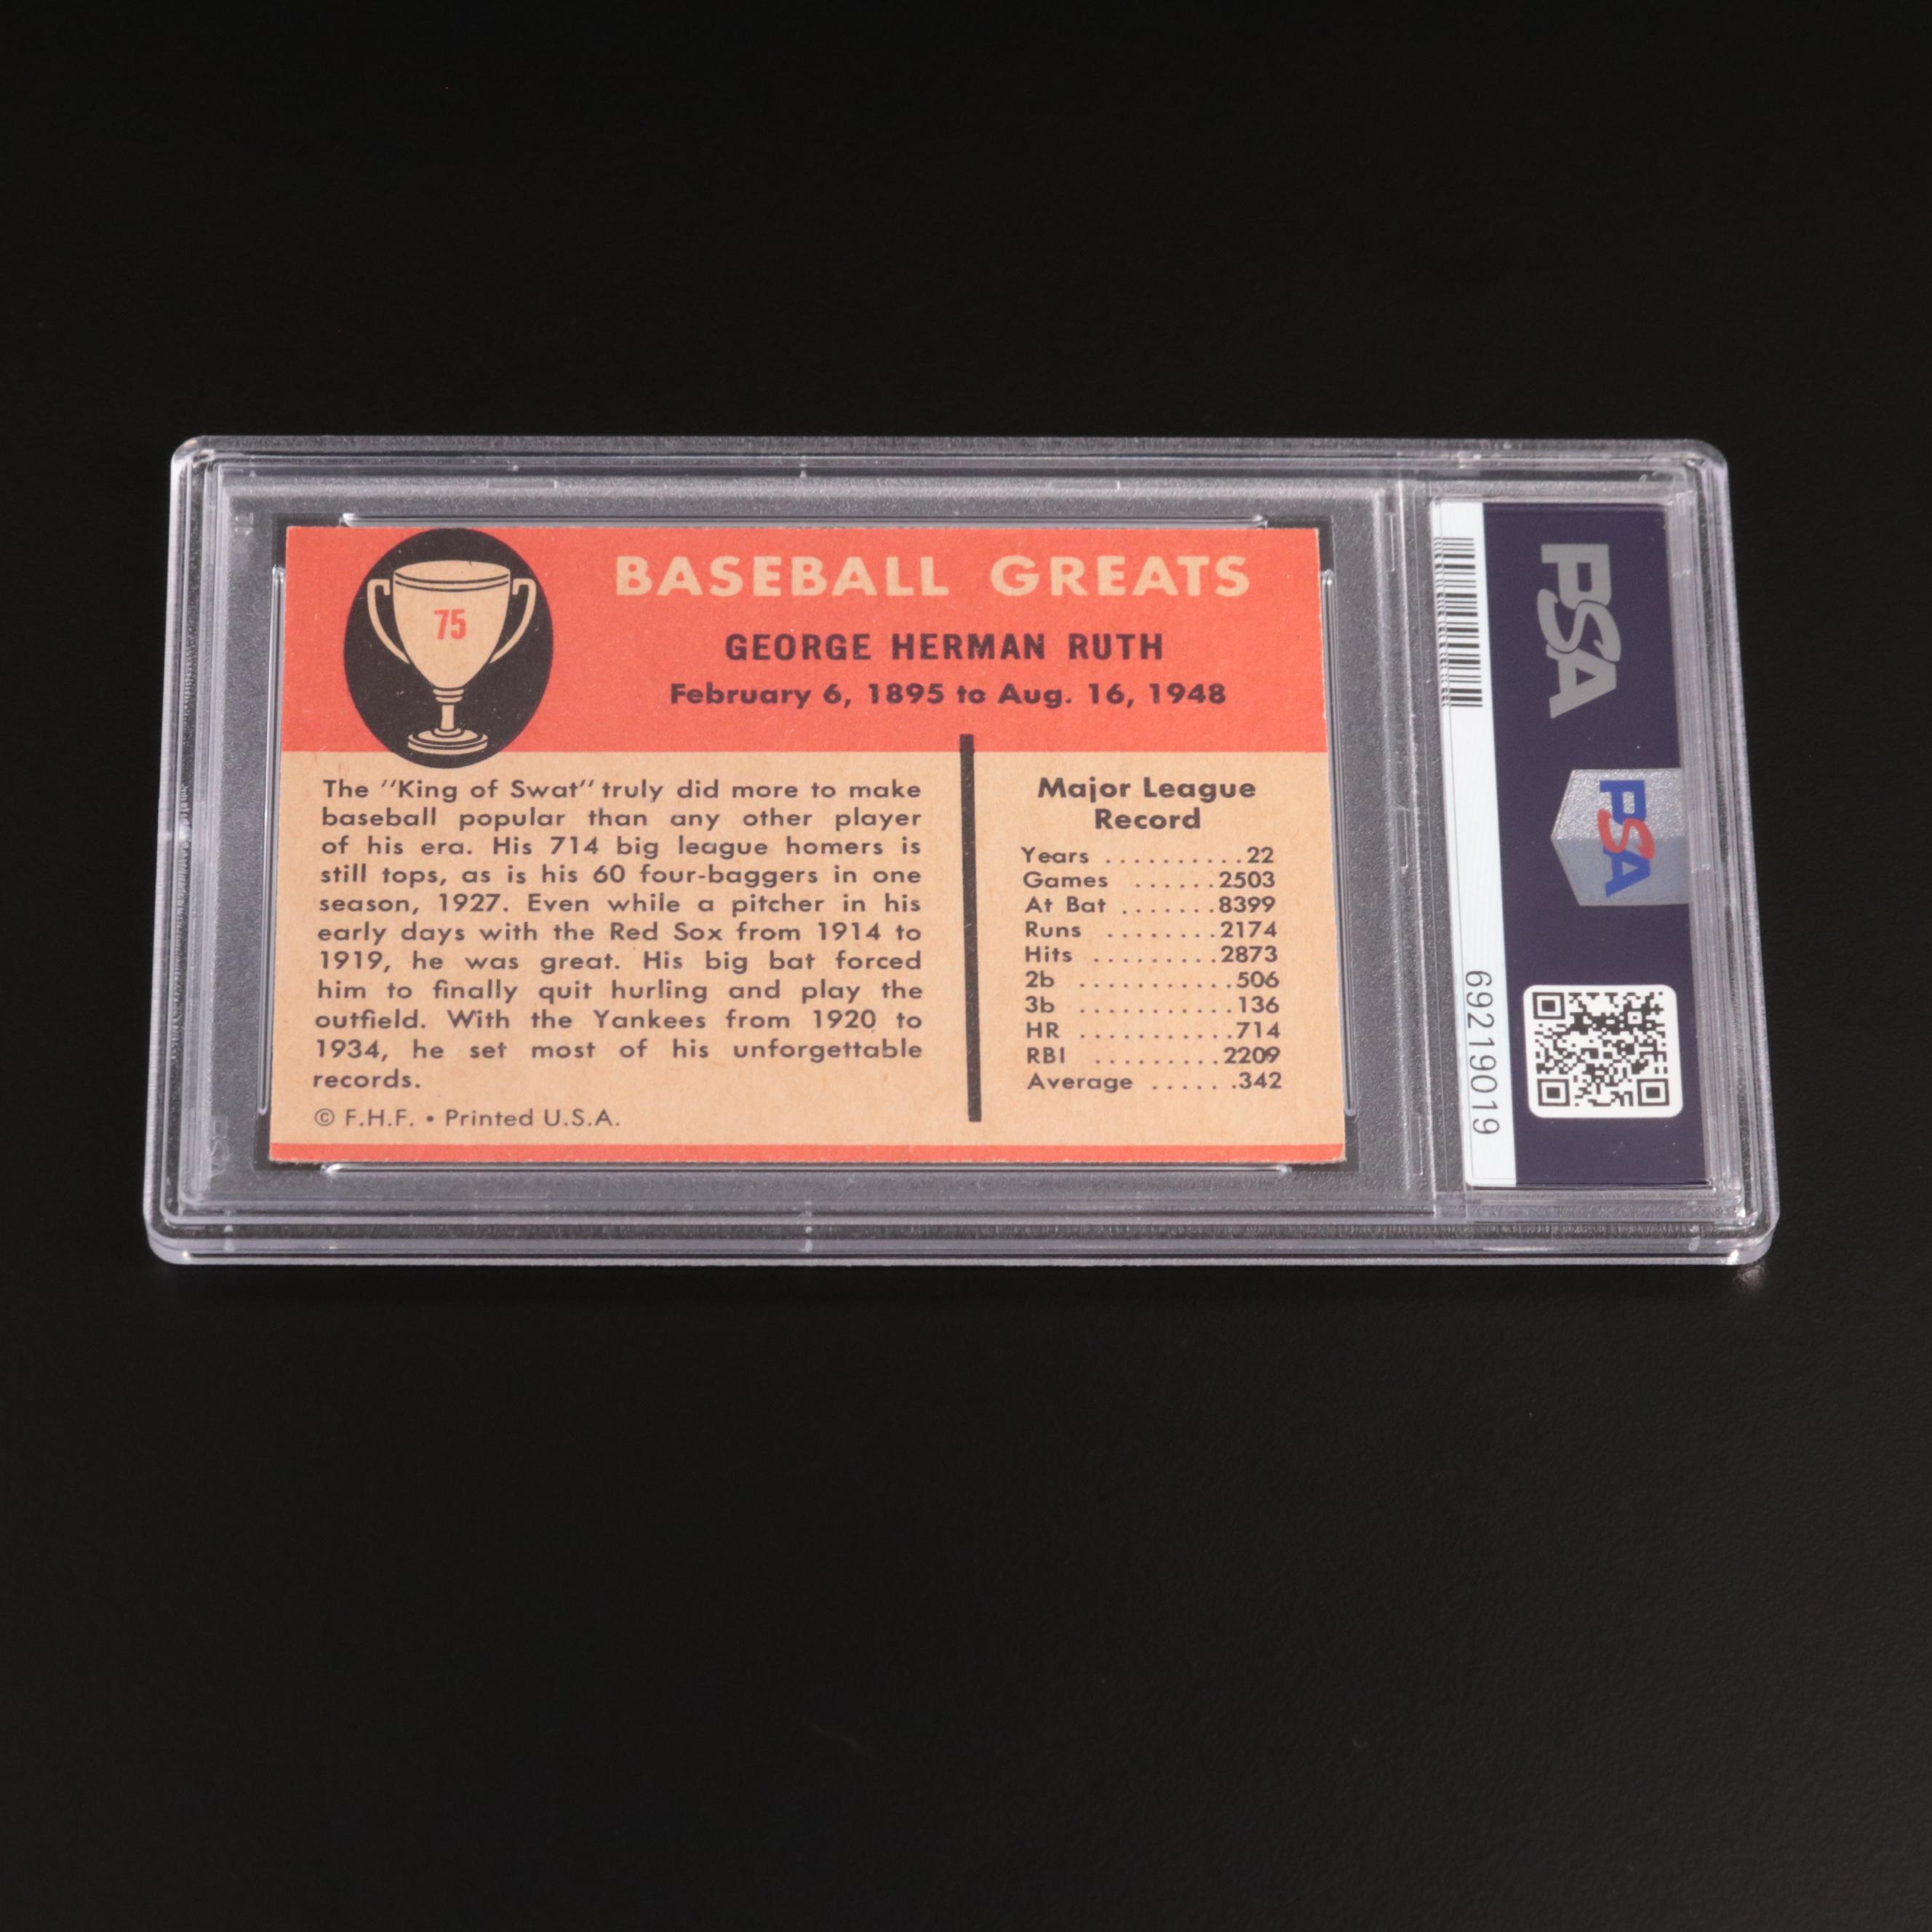 75
BASEBALL GREATS
GEORGE HERMAN RUTH
February 6, 1895 to Aug. 16, 1948
The "King of Swat" truly did more to make
baseball popular than any other player
of his era. His 714 big league homers is
still tops, as is his 60 four-baggers in one
season, 1927. Even while a pitcher in his
early days with the Red Sox from 1914 to
1919, he was great. His big bat forced
him to finally quit hurling and play the
outfield. With the Yankees from 1920 to
1934, he set most of his unforgettable
records.
© F.H.F. • Printed U.S.A.
Major League
Record
Years ..........22
Games ......2503
At Bat .......8399
Runs ........2174
Hits .........2873
2b ...........506
3b ...........136
HR ...........714
RBI .........2209
Average ......342
PSA
PSA
69219019
PSA